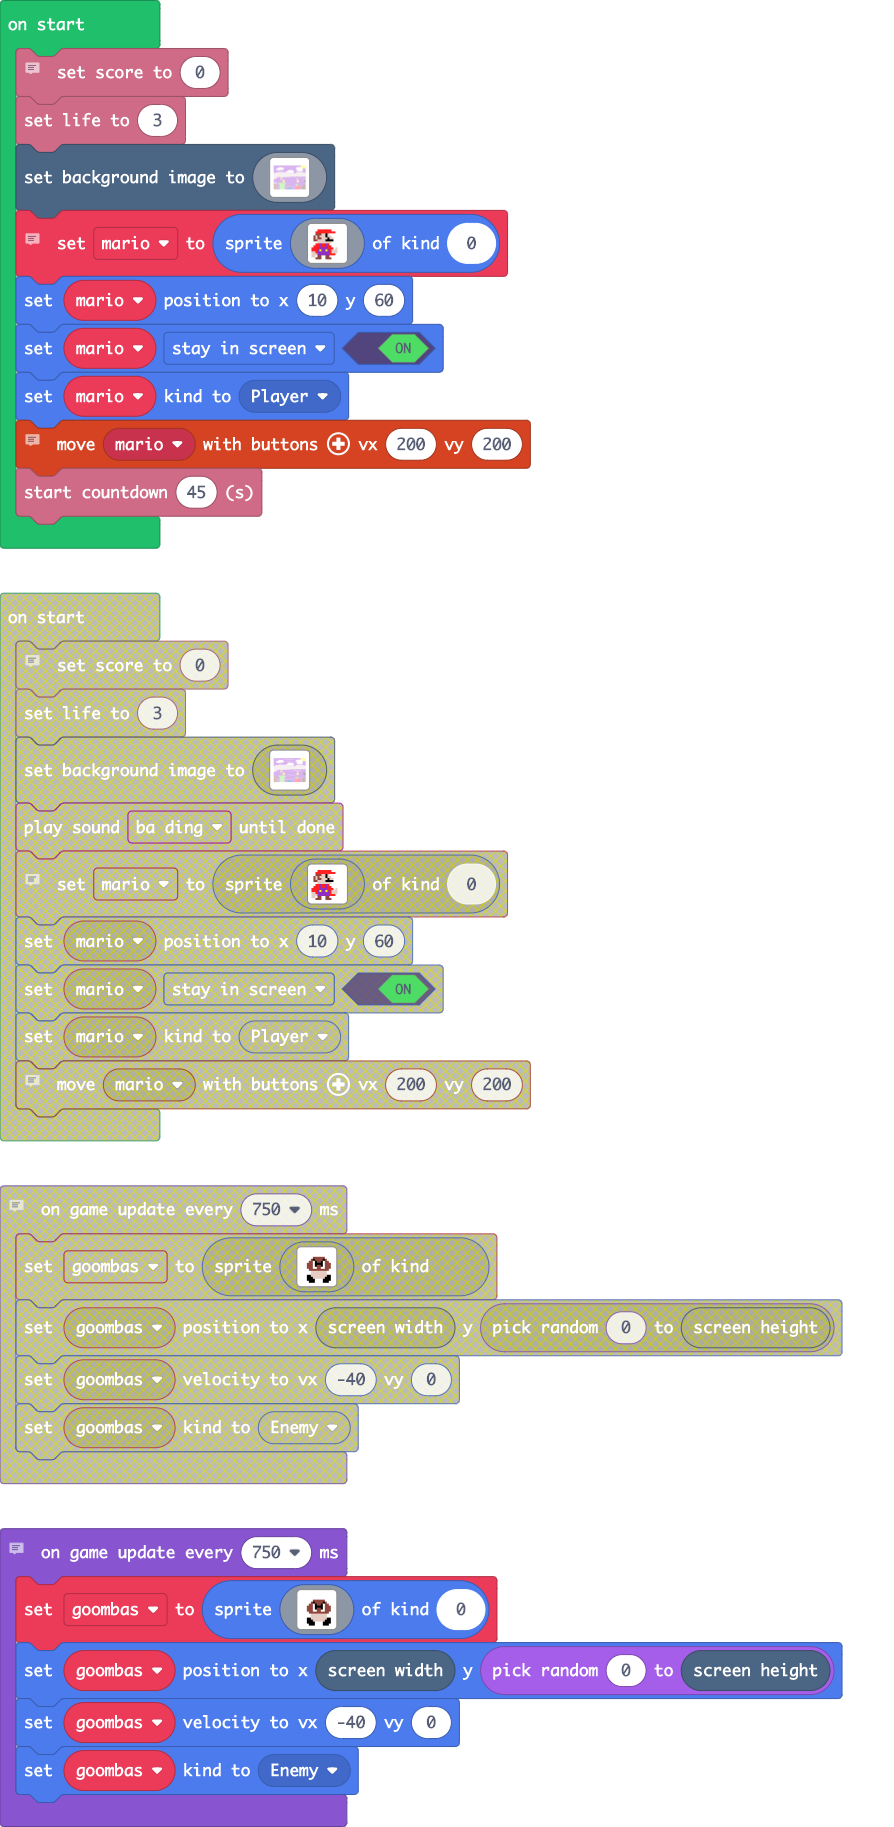 on start
set score to 0
set life to 3
set background image to
set mario to sprite of kind 0
set mario position to x 10 y 60
set mario stay in screen ON
set mario kind to Player
move mario with buttons vx 200 vy 200
start countdown 45 (s)
on start
set score to 0
set life to 3
set background image to
play sound ba ding until done
set mario to sprite of kind 0
set mario position to x 10 y 60
set mario stay in screen ON
set mario kind to Player
move mario with buttons vx 200 vy 200
on game update every 750 ms
set goombas to sprite of kind
set goombas position to x screen width y pick random 0 to screen height
set goombas velocity to vx -40 vy 0
set goombas kind to Enemy
on game update every 750 ms
set goombas to sprite of kind 0
set goombas position to x screen width y pick random 0 to screen height
set goombas velocity to vx -40 vy 0
set goombas kind to Enemy